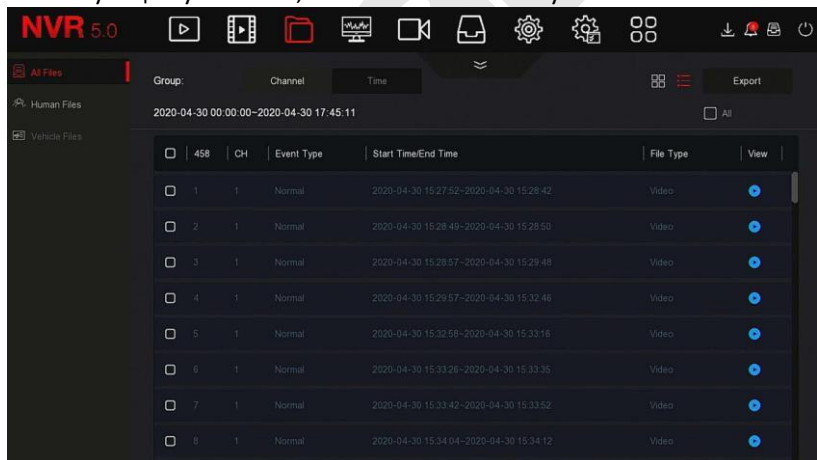 NVR 5.0
All Files
Human Files
Vehicle Files
Group: Channel Time Export
2020-04-30 00:00:00~2020-04-30 17:45:11 All
458 CH Event Type Start Time/End Time File Type View
1 1 Normal 2020-04-30 15:27:52~2020-04-30 15:28:42 Video
2 1 Normal 2020-04-30 15:28:49~2020-04-30 15:28:50 Video
3 1 Normal 2020-04-30 15:28:57~2020-04-30 15:29:48 Video
4 1 Normal 2020-04-30 15:29:57~2020-04-30 15:32:46 Video
5 1 Normal 2020-04-30 15:32:58~2020-04-30 15:33:16 Video
6 1 Normal 2020-04-30 15:33:26~2020-04-30 15:33:35 Video
7 1 Normal 2020-04-30 15:33:42~2020-04-30 15:33:52 Video
8 1 Normal 2020-04-30 15:34:04~2020-04-30 15:34:12 Video